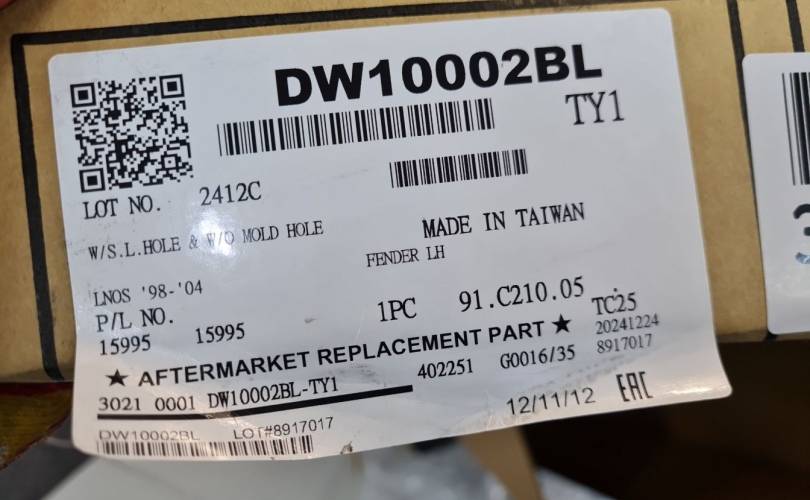 DW10002BL
TY1
LOT NO. 2412C
W/S.L.HOLE & W/O MOLD HOLE
MADE IN TAIWAN
FENDER LH
LNOS '98-'04
P/L NO.
1PC 91.C210.05 TC25
15995 15995
20241224
★ AFTERMARKET REPLACEMENT PART ★
402251 G0016/35 8917017
3021 0001 DW10002BL-TY1
12/11/12 EAC
DW10002BL LOT#8917017